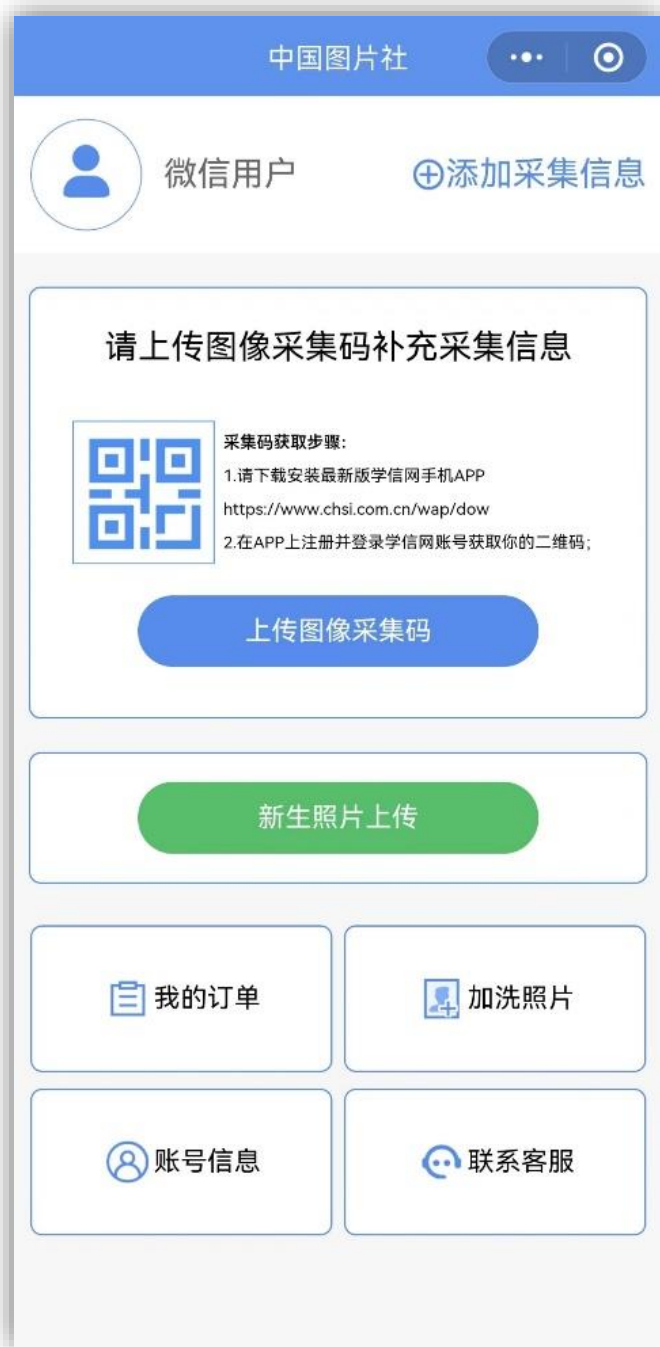 中国图片社
微信用户
添加采集信息
请上传图像采集码补充采集信息
采集码获取步骤:
1.请下载安装最新版学信网手机APP
https://www.chsi.com.cn/wap/dow
2.在APP上注册并登录学信网账号获取你的二维码;
上传图像采集码
新生照片上传
我的订单
加洗照片
账号信息
联系客服